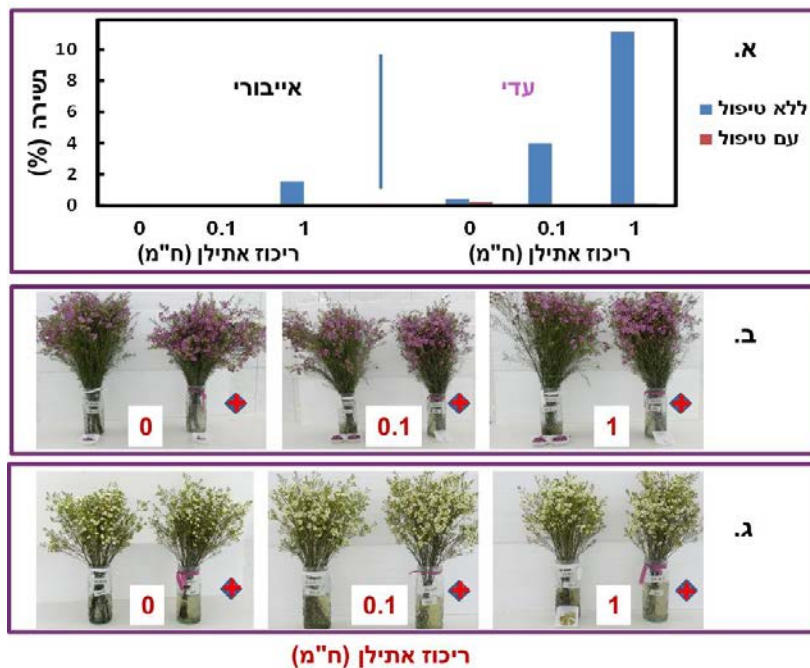 א.
10
8
6
4
2
0
נשירה (%)
אייבורי
עדי
ללא טיפול
עם טיפול
0 0.1 1 0 0.1 1
ריכוז אתילן (ח"מ) ריכוז אתילן (ח"מ)
ב.
0 0.1 1
ג.
0 0.1 1
ריכוז אתילן (ח"מ)